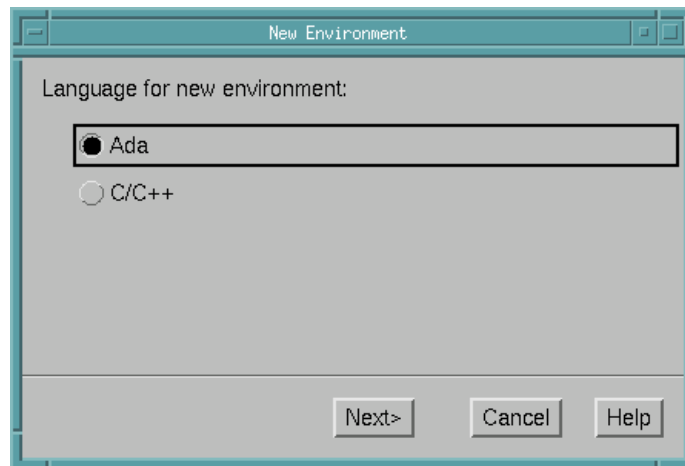 New Environment
Language for new environment:
Ada
C/C++
Next> Cancel Help